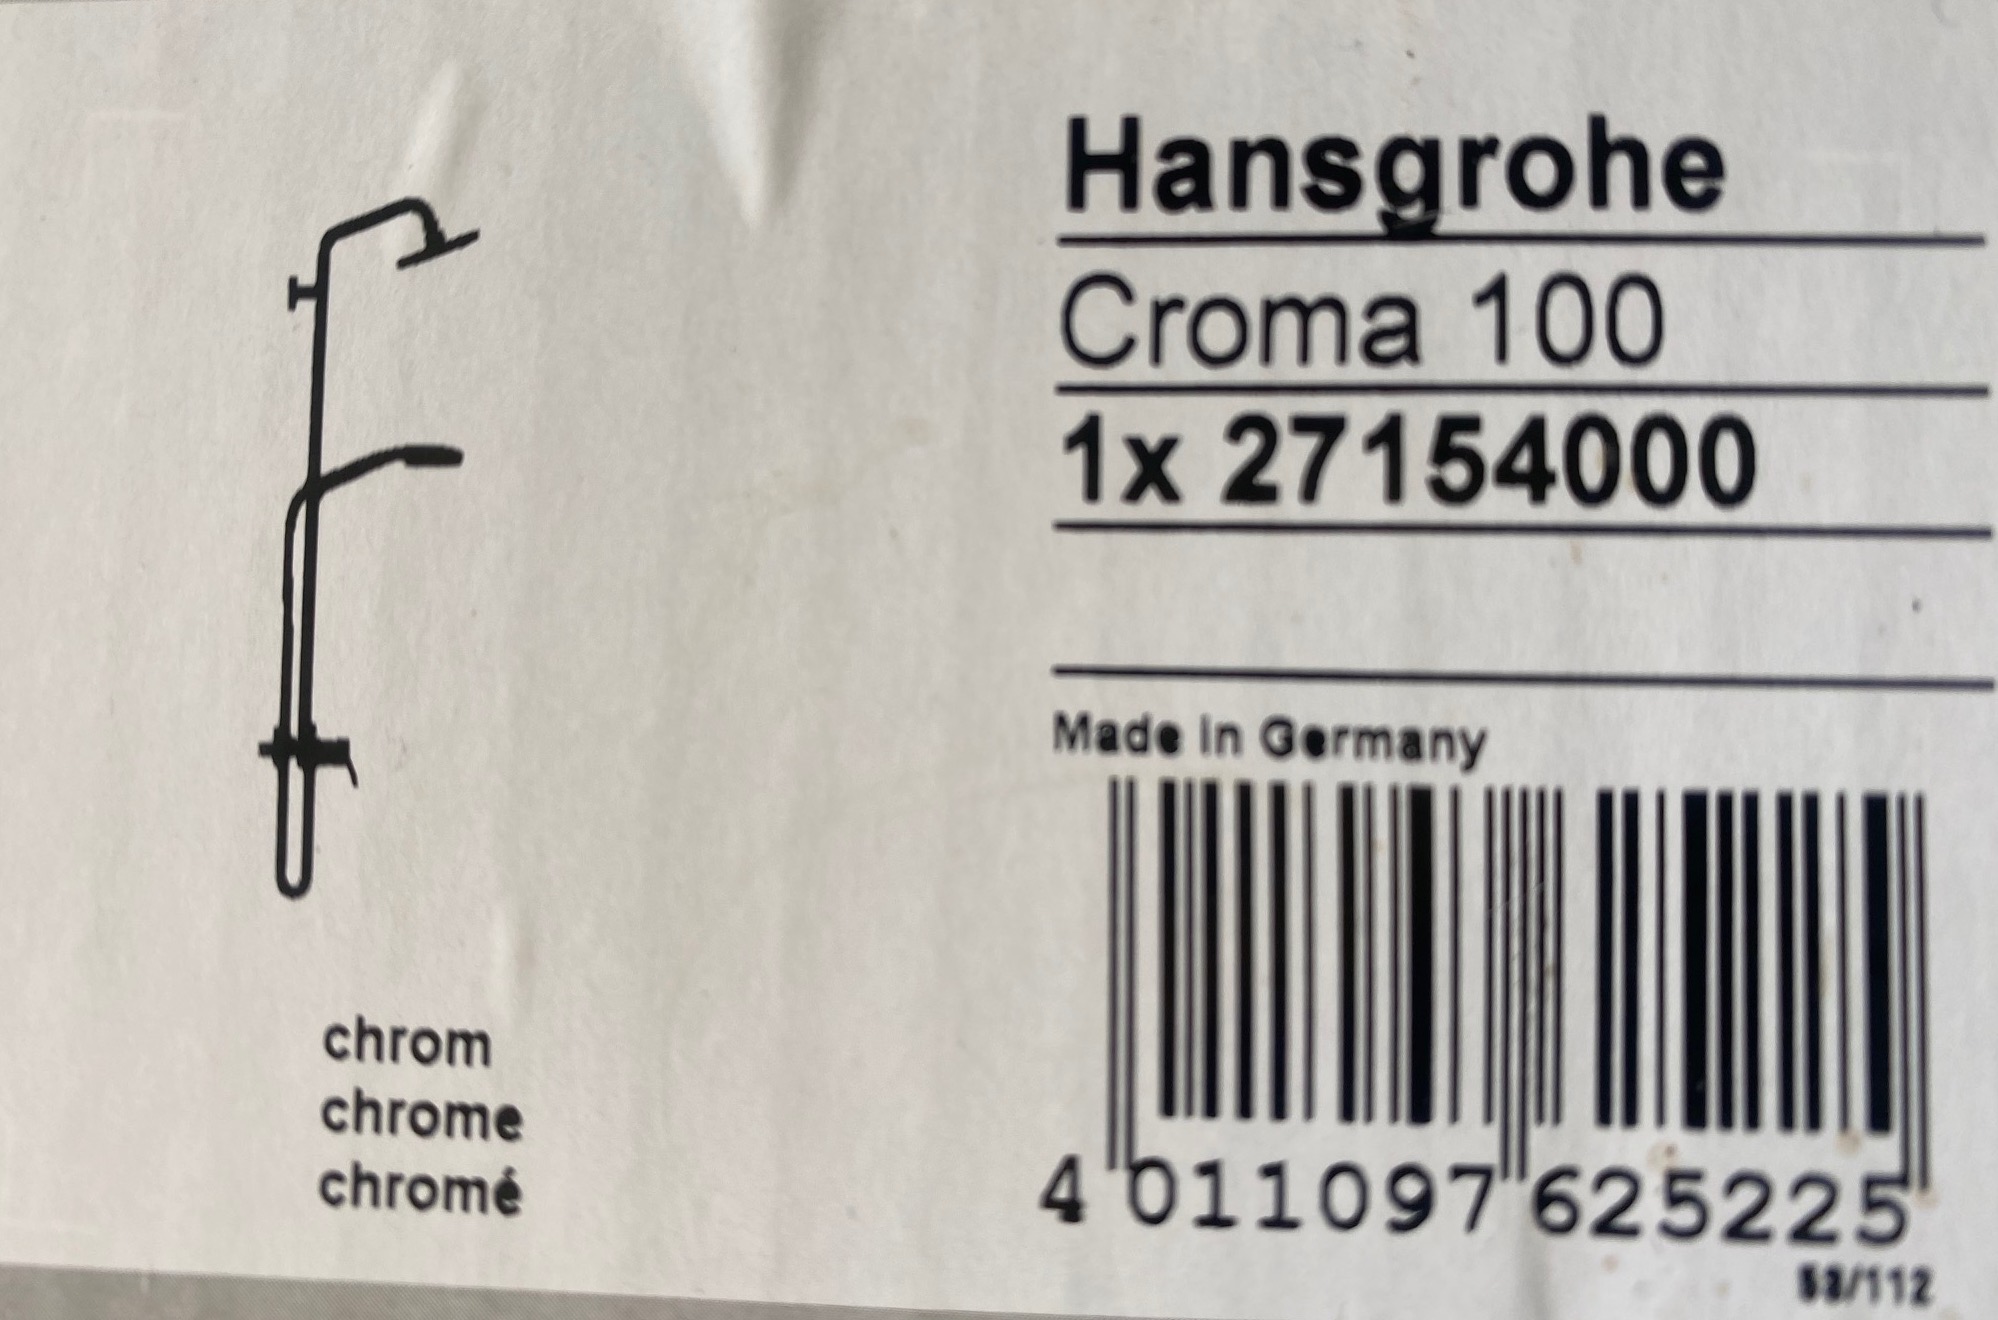 Hansgrohe
Croma 100
1x 27154000
Made in Germany
4 011097 625225
chrom
chrome
chromé